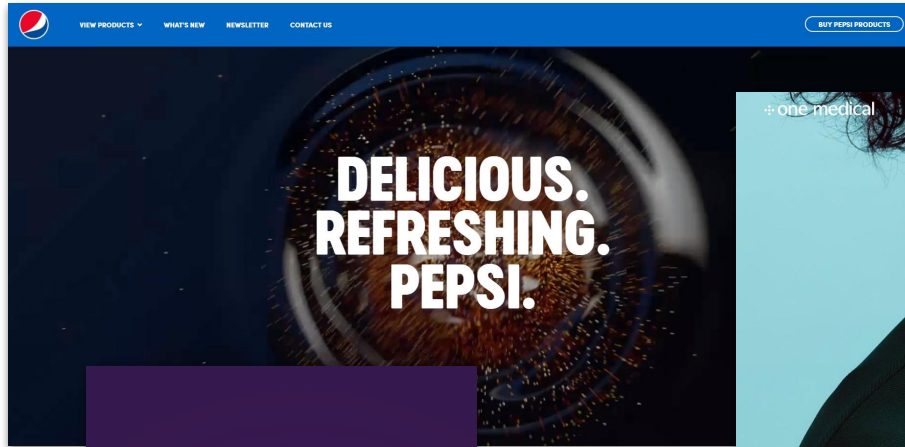 VIEW PRODUCTS WHAT'S NEW NEWSLETTER CONTACT US BUY PEPSI PRODUCTS
one medical
DELICIOUS.
REFRESHING.
PEPSI.